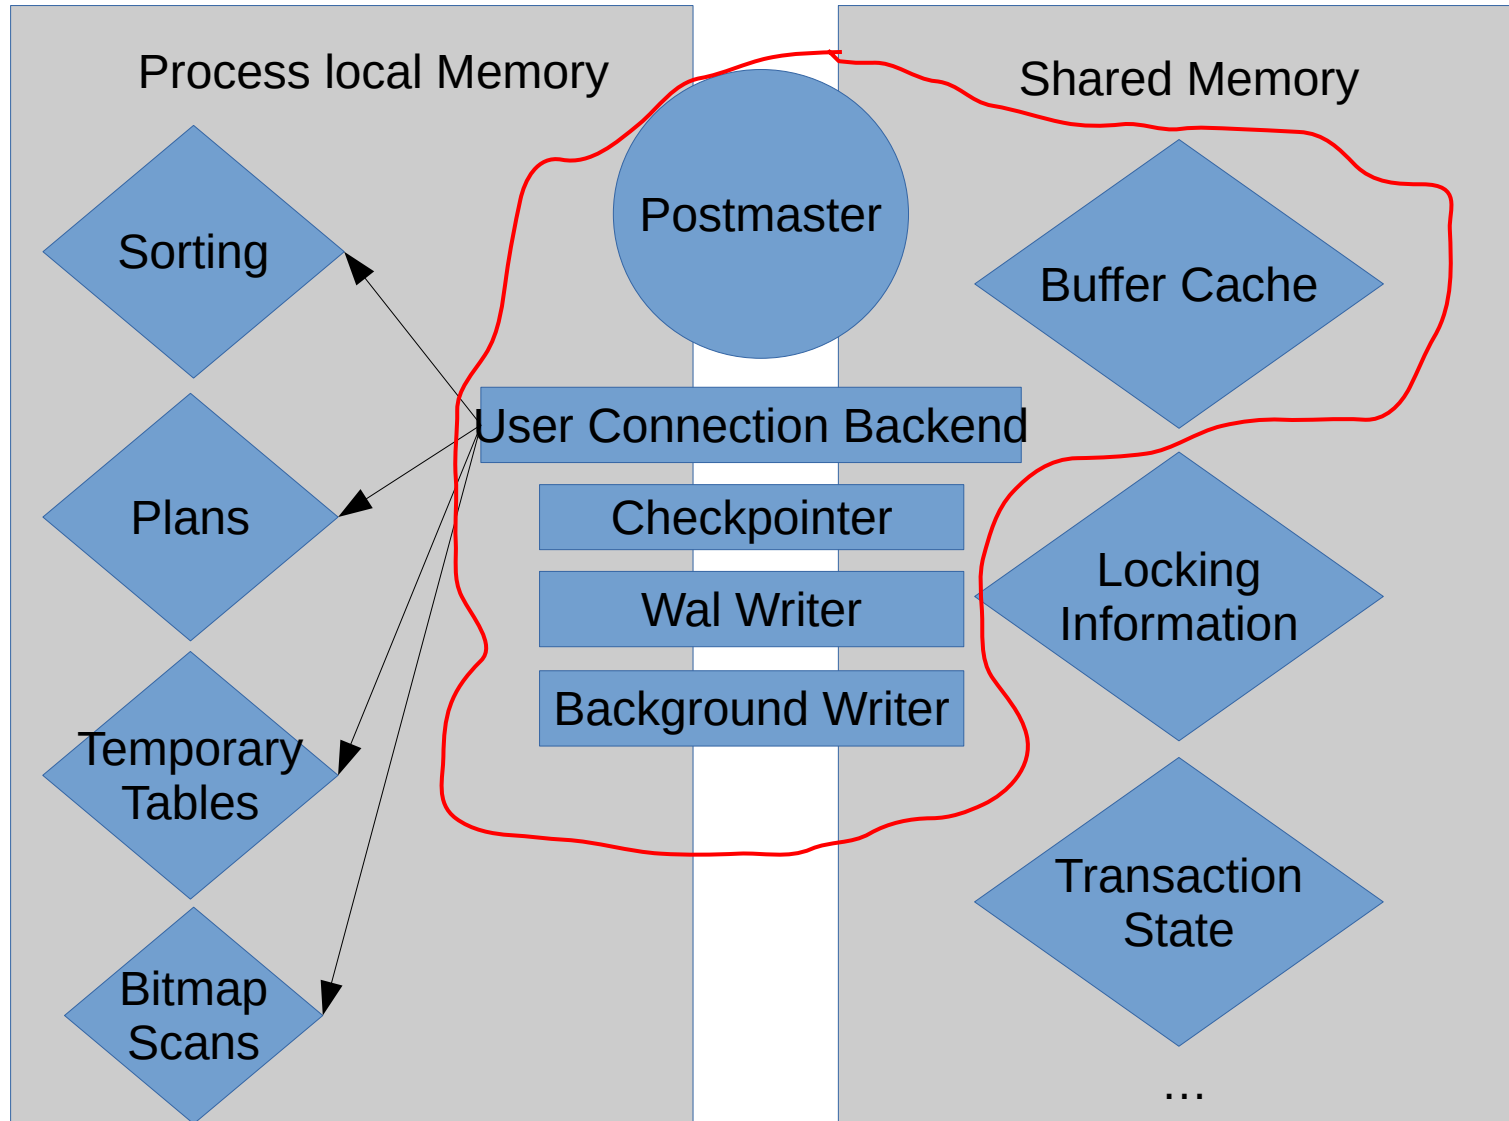 Process local Memory
Shared Memory
Postmaster
Sorting
Buffer Cache
User Connection Backend
Plans
Checkpointer
Locking
Information
Wal Writer
Background Writer
Temporary
Tables
Transaction
State
Bitmap
Scans
...